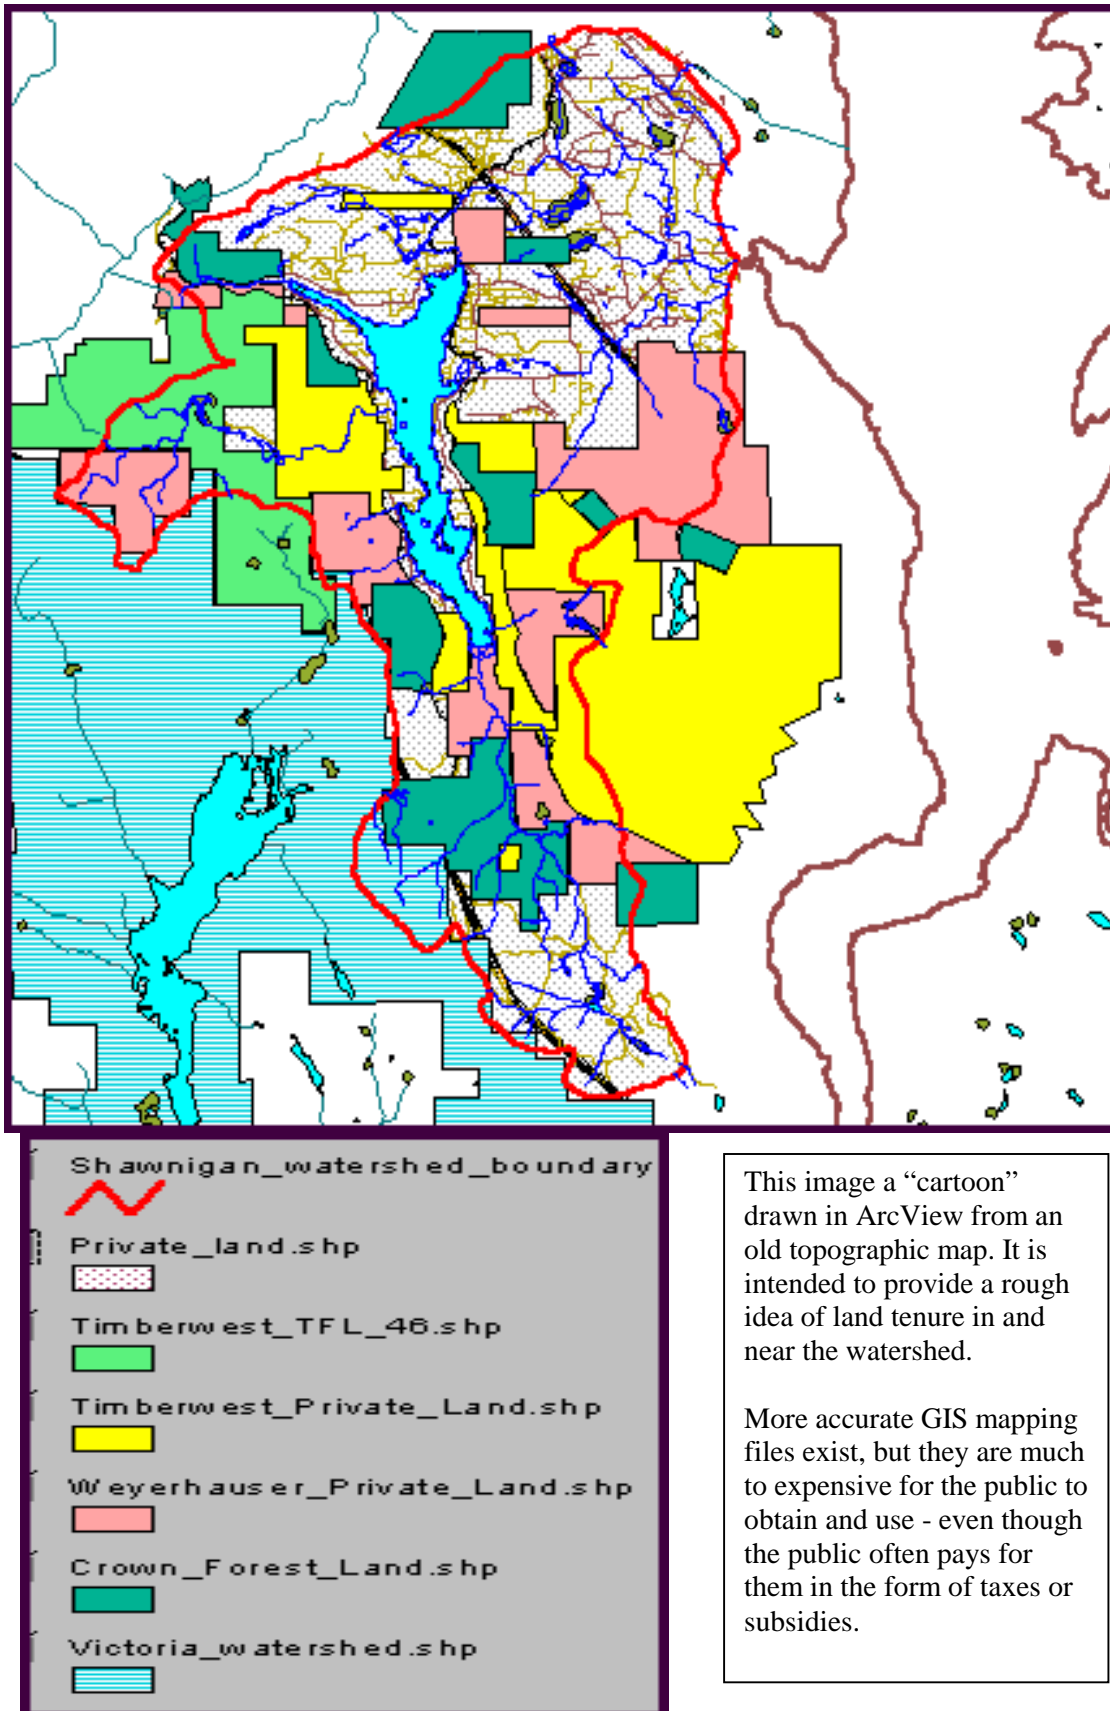 Shawnigan_watershed_boundary
Private_land.shp
Timberwest_TFL_46.shp
Timberwest_Private_Land.shp
Weyerhauser_Private_Land.shp
Crown_Forest_Land.shp
Victoria_watershed.shp
This image a “cartoon”
drawn in ArcView from an
old topographic map. It is
intended to provide a rough
idea of land tenure in and
near the watershed.
More accurate GIS mapping
files exist, but they are much
to expensive for the public to
obtain and use - even though
the public often pays for
them in the form of taxes or
subsidies.